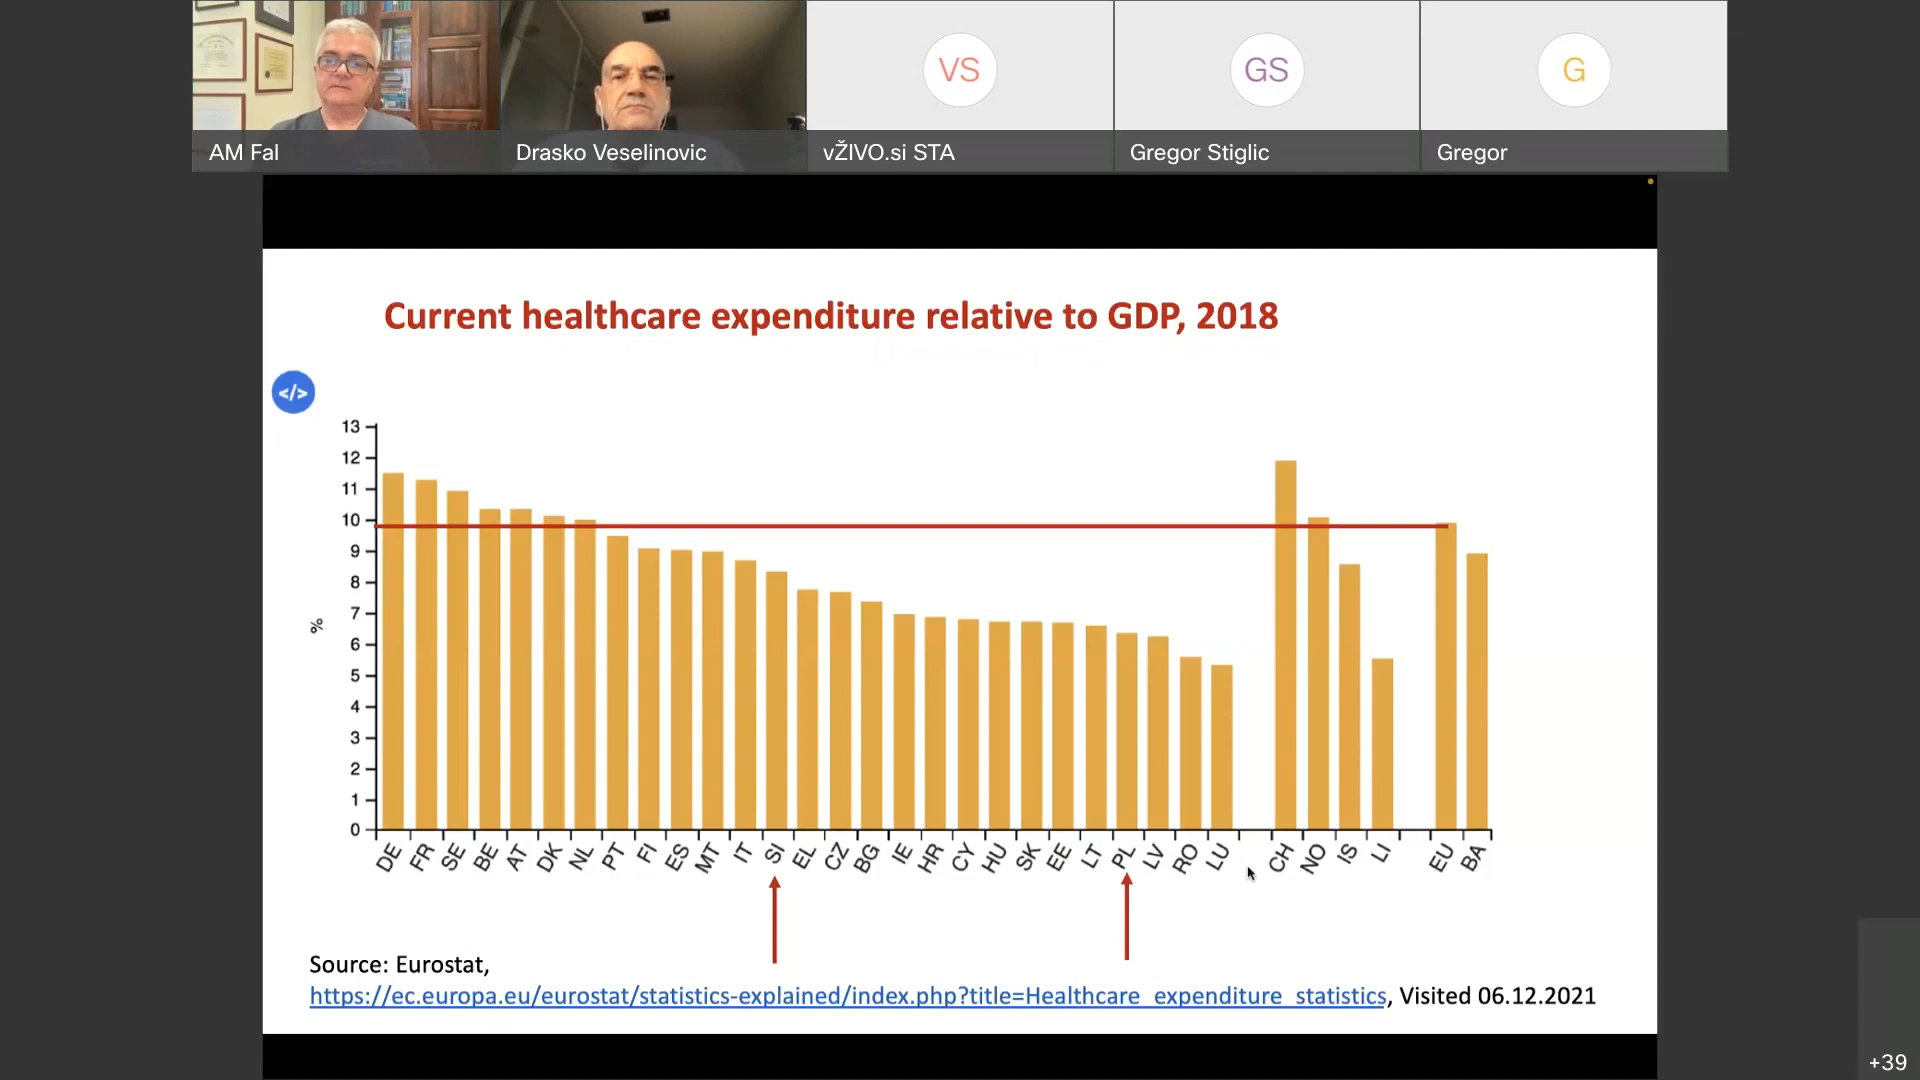 VS
GS
G
AM Fal
Drasko Veselinovic
vŽIVO.si STA
Gregor Stiglic
Gregor
Current healthcare expenditure relative to GDP, 2018
</>
13
12
11
10
9
8
7
6
5
4
3
2
1
0
%
DE FR SE BE AT DK NL PT FI ES MT IT SI EL CZ BG IE HR CY HU SK EE LT PL LV RO LU CH NO IS LI EU BA
Source: Eurostat,
https://ec.europa.eu/eurostat/statistics-explained/index.php?title=Healthcare_expenditure_statistics, Visited 06.12.2021
+39